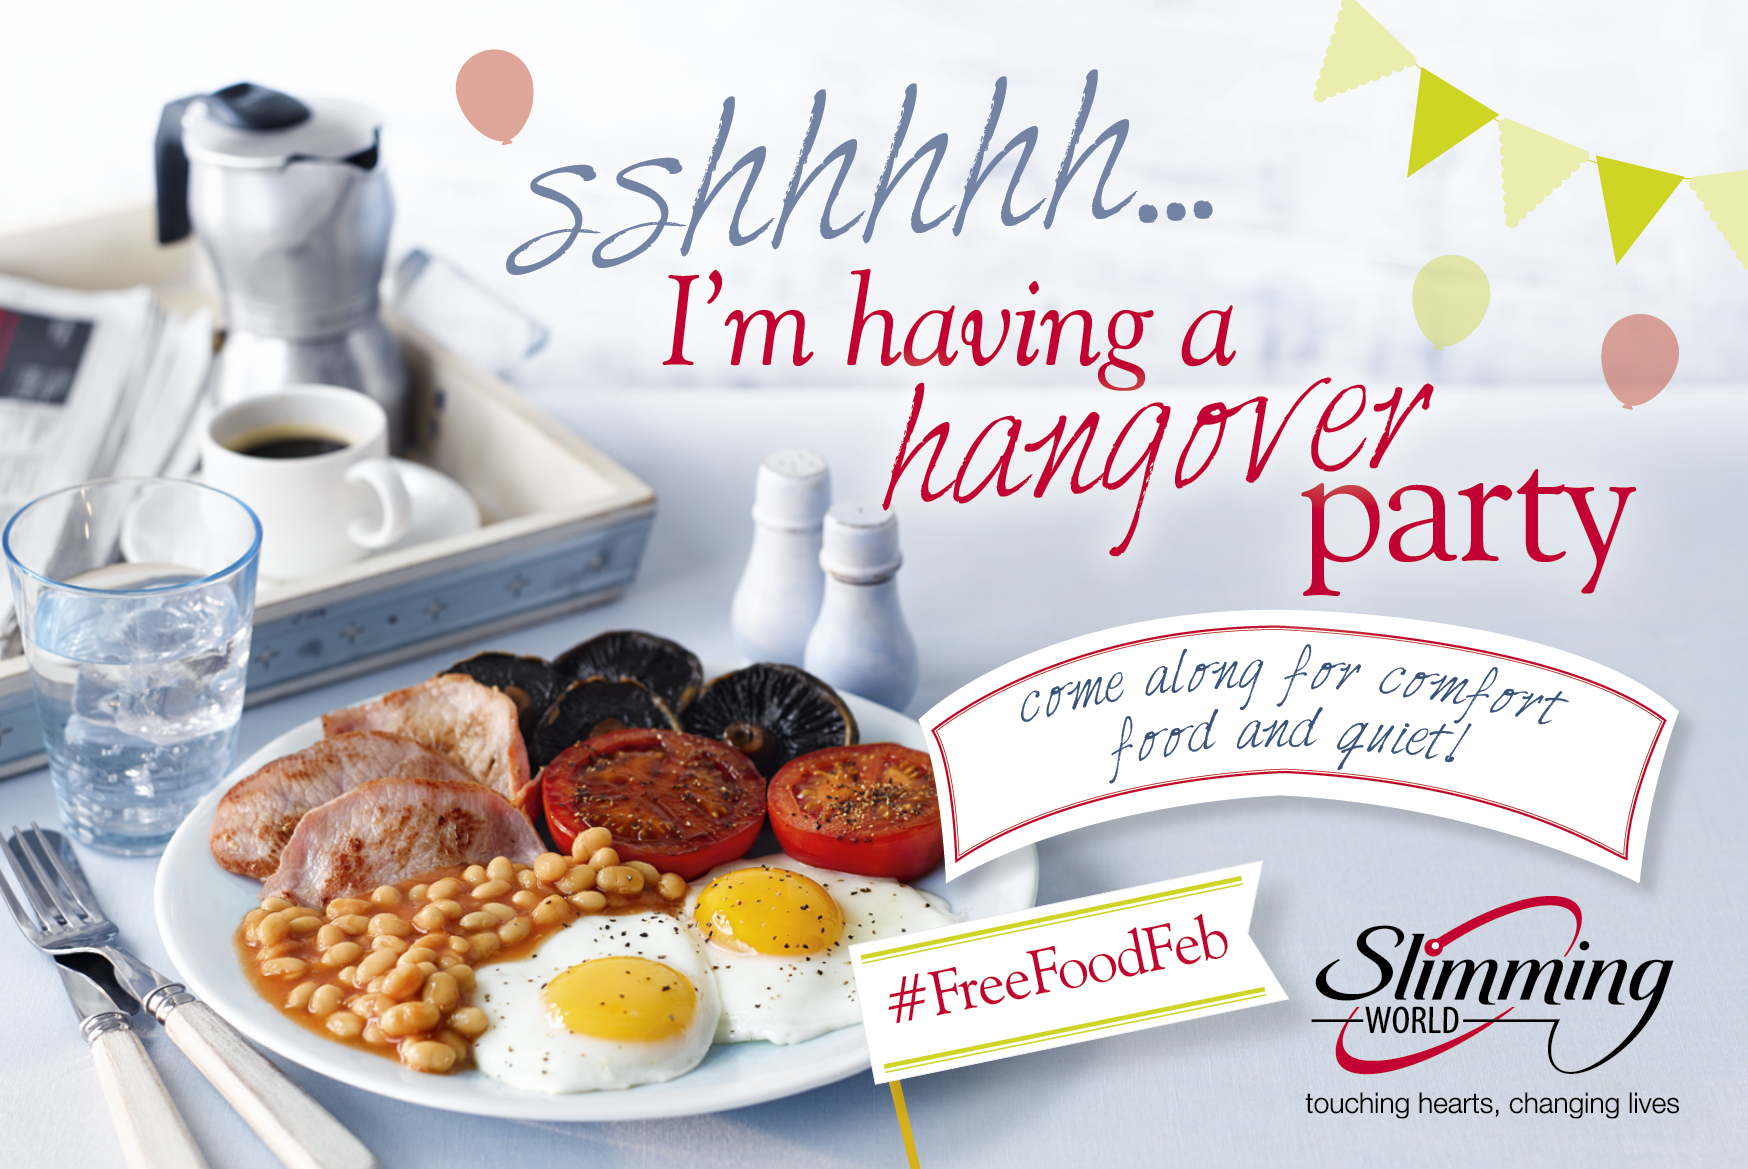 sshhhhh...
I'm having a
hangover
party
come along for comfort
food and quiet!
#FreeFoodFeb
Slimming
WORLD
touching hearts, changing lives